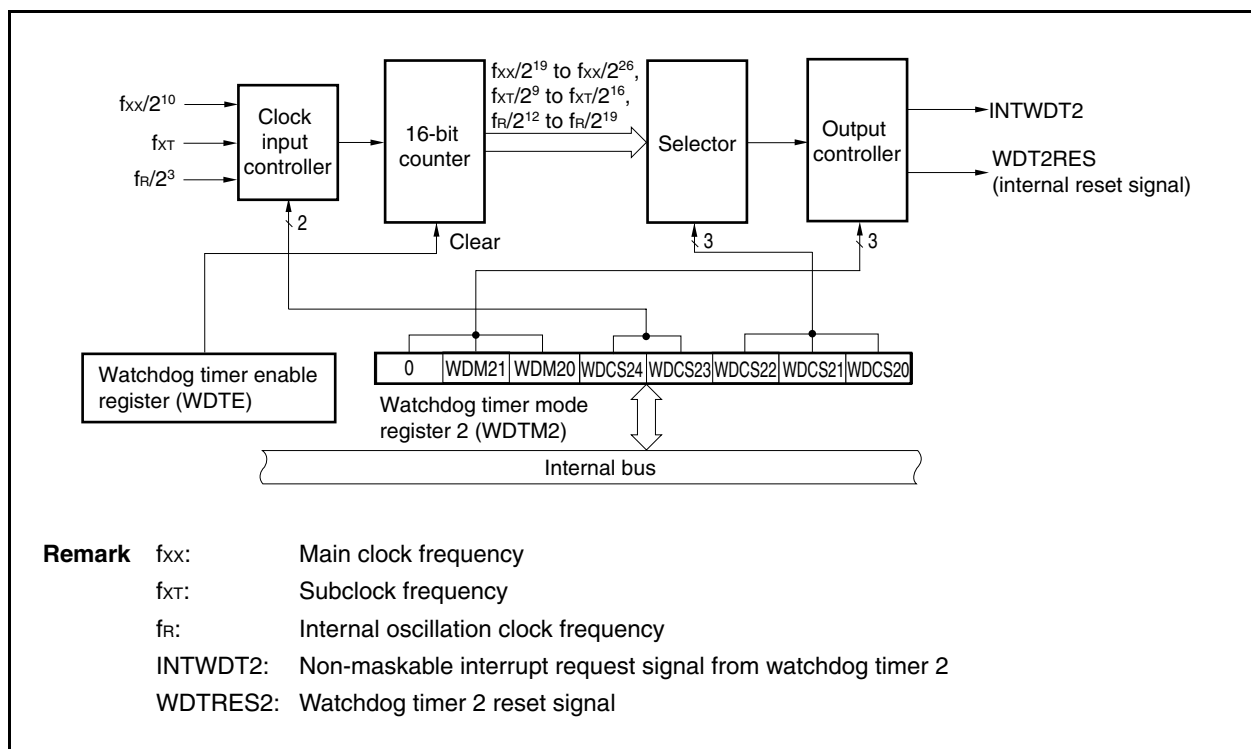 fXX/2^19 to fXX/2^26,
fXT/2^9 to fXT/2^16,
fR/2^12 to fR/2^19
fXX/2^10
fXT
fR/2^3
Clock
input
controller
16-bit
counter
Selector
Output
controller
INTWDT2
WDT2RES
(internal reset signal)
2
Clear
3
3
0
WDM21
WDM20
WDCS24
WDCS23
WDCS22
WDCS21
WDCS20
Watchdog timer enable
register (WDTE)
Watchdog timer mode
register 2 (WDTM2)
Internal bus
Remark fXX: Main clock frequency
fXT: Subclock frequency
fR: Internal oscillation clock frequency
INTWDT2: Non-maskable interrupt request signal from watchdog timer 2
WDTRES2: Watchdog timer 2 reset signal